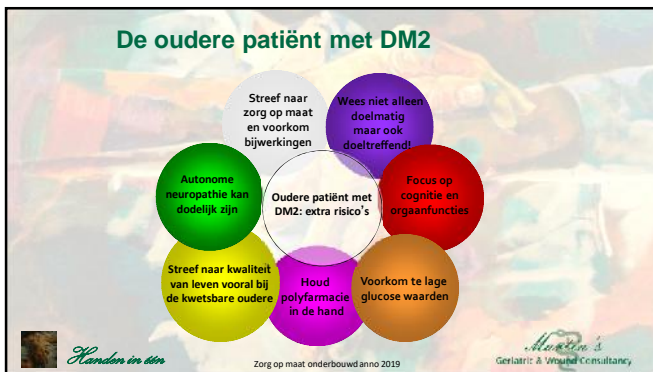 De oudere patiënt met DM2
Streef naar
zorg op maat
en voorkom
bijwerkingen
Wees niet alleen
doelmatig
maar ook
doeltreffend!
Autonome
neuropathie kan
dodelijk zijn
Oudere patiënt met
DM2: extra risico's
Focus op
cognitie en
orgaanfuncties
Streef naar kwaliteit
van leven vooral bij
de kwetsbare oudere
Houd
polyfarmacie
in de hand
Voorkom te lage
glucose waarden
Handen in één
Zorg op maat onderbouwd anno 2019
Geriatric & Wound Consultancy